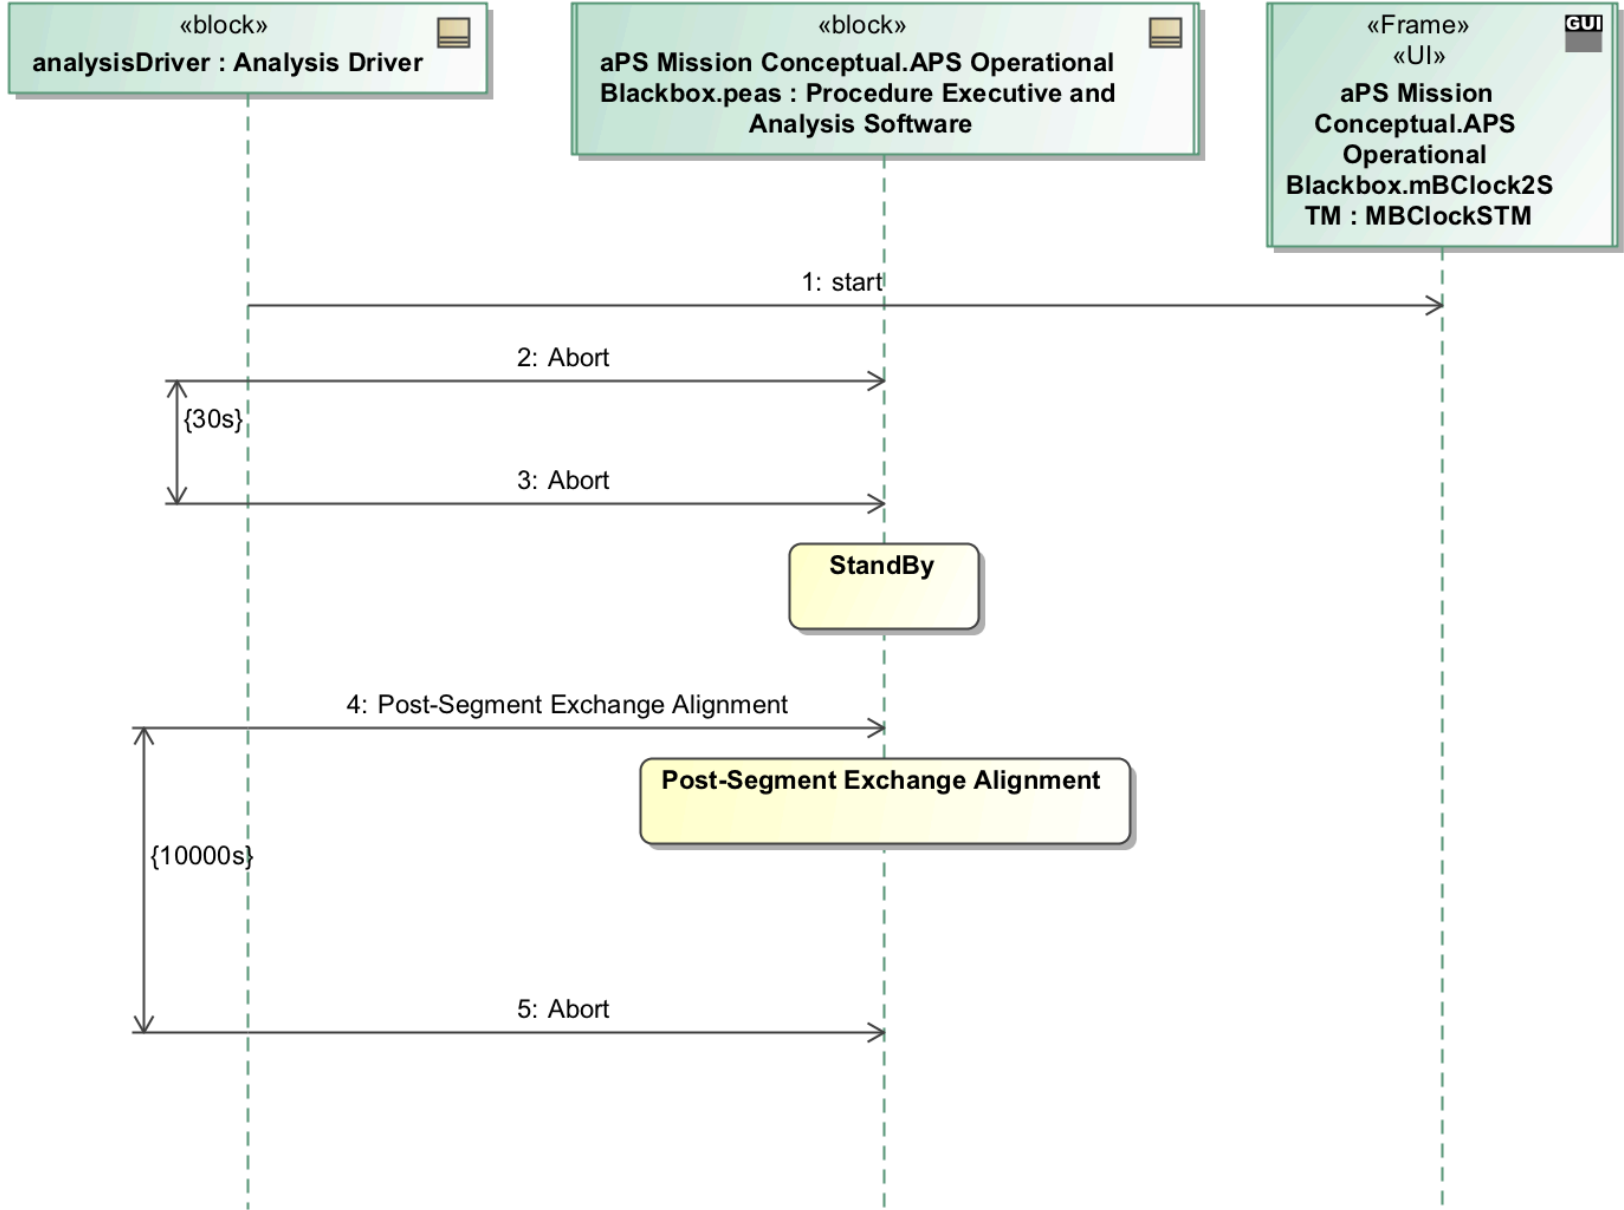 «block»
analysisDriver : Analysis Driver
«block»
aPS Mission Conceptual.APS Operational
Blackbox.peas : Procedure Executive and
Analysis Software
GUI
«Frame»
«UI»
aPS Mission
Conceptual.APS
Operational
Blackbox.mBClock2S
TM : MBClockSTM
1: start
2: Abort
{30s}
3: Abort
StandBy
4: Post-Segment Exchange Alignment
Post-Segment Exchange Alignment
{10000s}
5: Abort